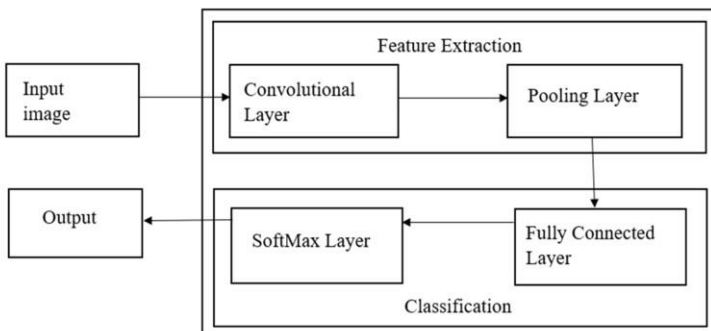 Feature Extraction
Input
image
Convolutional
Layer
Pooling Layer
Output
SoftMax Layer
Fully Connected
Layer
Classification